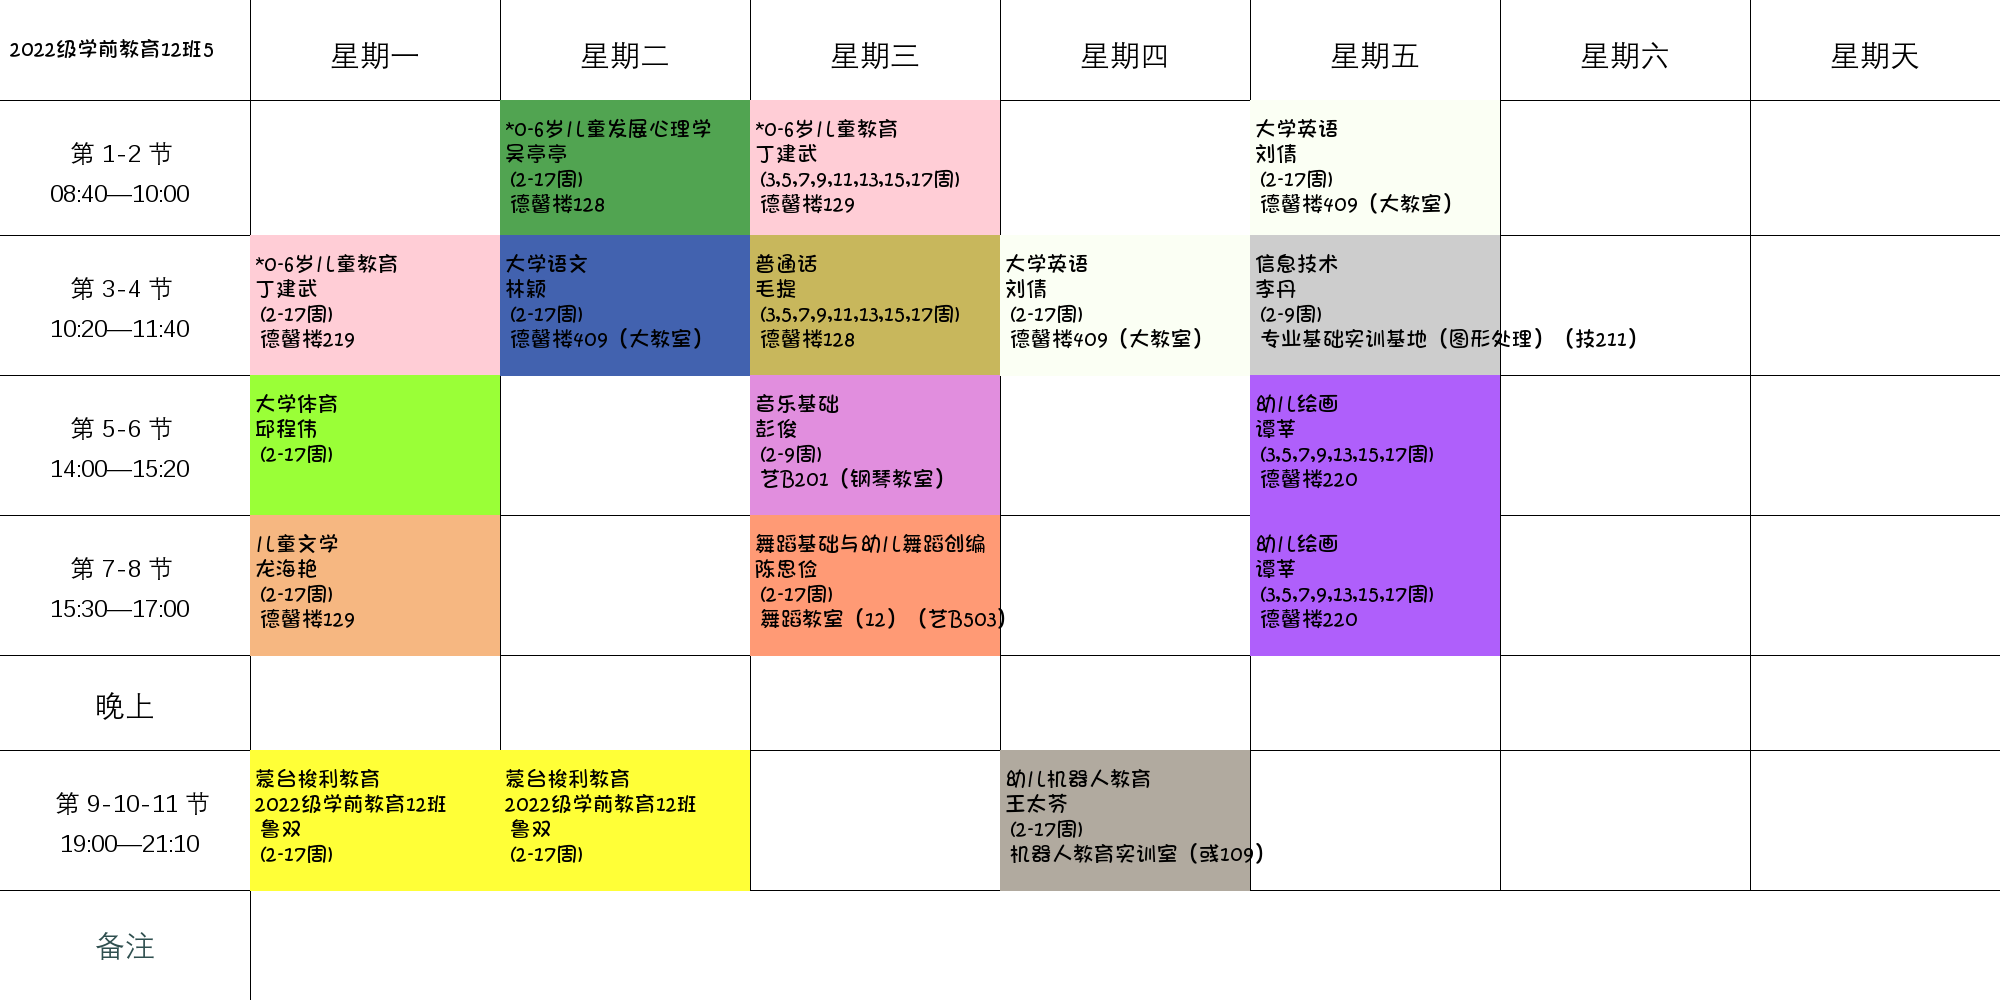 2022级学前教育12班5
星期一
星期二
星期三
星期四
星期五
星期六
星期天
第 1-2 节
08:40—10:00
*0-6岁儿童发展心理学
吴亭亭
(2-17周)
德馨楼128
*0-6岁儿童教育
丁建武
(3,5,7,9,11,13,15,17周)
德馨楼129
大学英语
刘倩
(2-17周)
德馨楼409（大教室）
第 3-4 节
10:20—11:40
*0-6岁儿童教育
丁建武
(2-17周)
德馨楼219
大学语文
林颖
(2-17周)
德馨楼409（大教室）
普通话
毛提
(3,5,7,9,11,13,15,17周)
德馨楼128
大学英语
刘倩
(2-17周)
德馨楼409（大教室）
信息技术
李丹
(2-9周)
专业基础实训基地（图形处理）（技211）
第 5-6 节
14:00—15:20
大学体育
邱程伟
(2-17周)
音乐基础
彭俊
(2-9周)
艺B201（钢琴教室）
幼儿绘画
谭莘
(3,5,7,9,13,15,17周)
德馨楼220
第 7-8 节
15:30—17:00
儿童文学
龙海艳
(2-17周)
德馨楼129
舞蹈基础与幼儿舞蹈创编
陈思俭
(2-17周)
舞蹈教室（12）（艺B503）
幼儿绘画
谭莘
(3,5,7,9,13,15,17周)
德馨楼220
晚上
第 9-10-11 节
19:00—21:10
蒙台梭利教育
2022级学前教育12班
鲁双
(2-17周)
蒙台梭利教育
2022级学前教育12班
鲁双
(2-17周)
幼儿机器人教育
王太芬
(2-17周)
机器人教育实训室（彧109）
备注